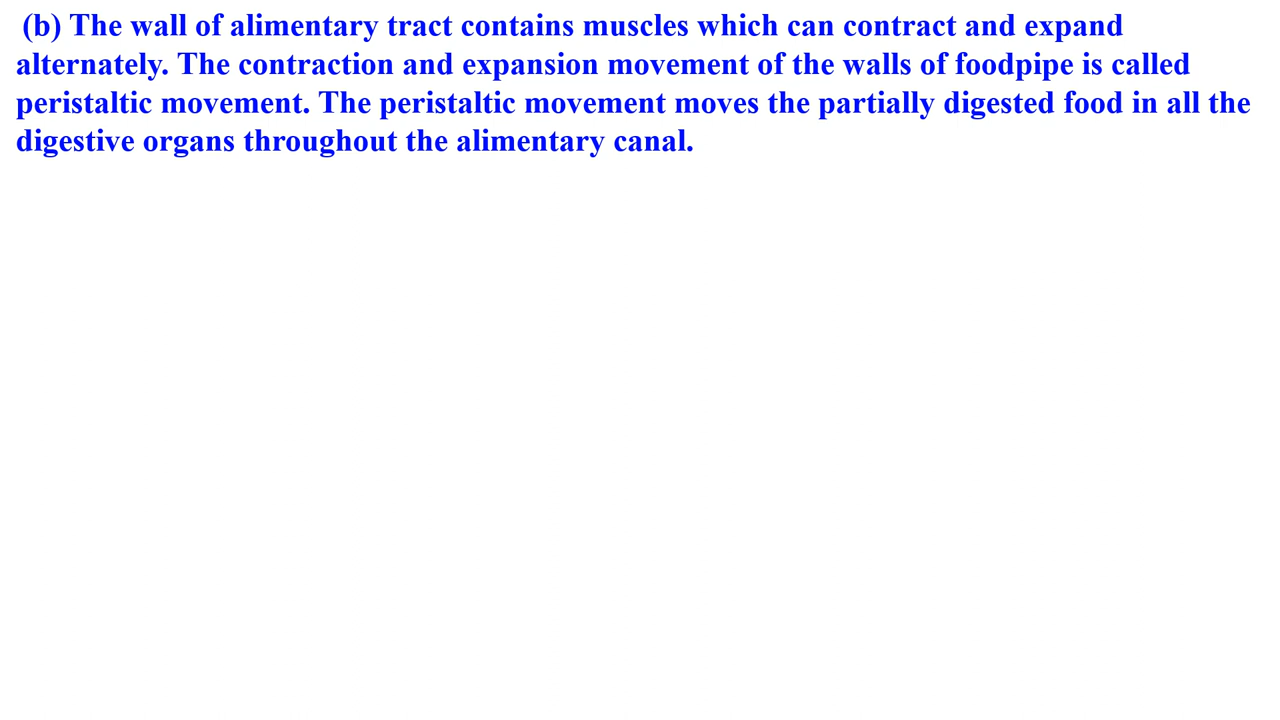 (b) The wall of alimentary tract contains muscles which can contract and expand
alternately. The contraction and expansion movement of the walls of foodpipe is called
peristaltic movement. The peristaltic movement moves the partially digested food in all the
digestive organs throughout the alimentary canal.